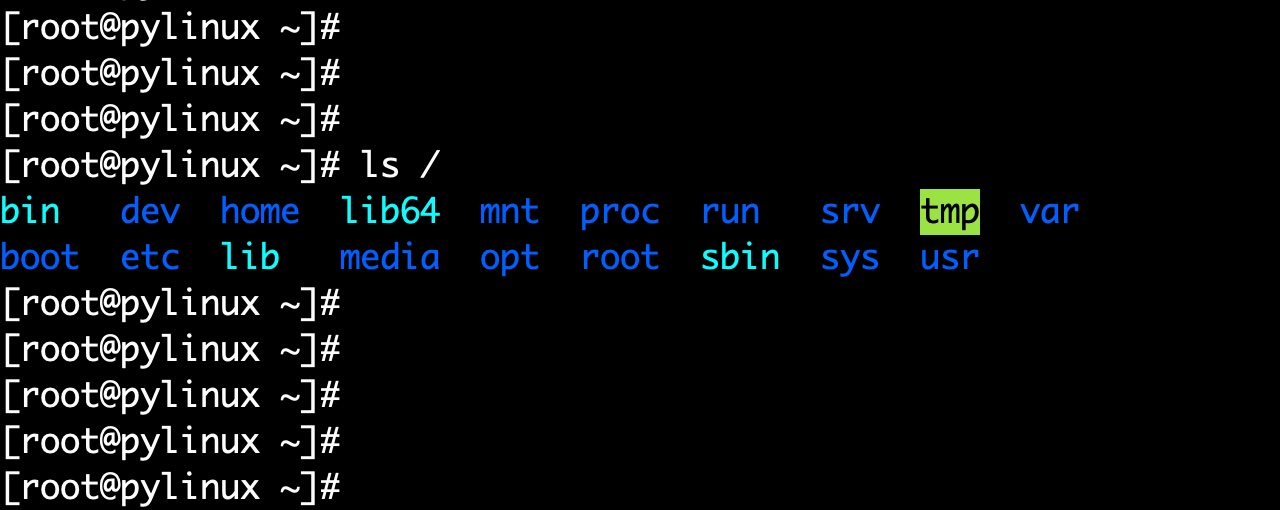 [root@pylinux ~]#
[root@pylinux ~]#
[root@pylinux ~]#
[root@pylinux ~]# ls /
bin   dev  home  lib64  mnt  proc  run   srv  tmp  var
boot  etc  lib   media  opt  root  sbin  sys  usr
[root@pylinux ~]#
[root@pylinux ~]#
[root@pylinux ~]#
[root@pylinux ~]#
[root@pylinux ~]#